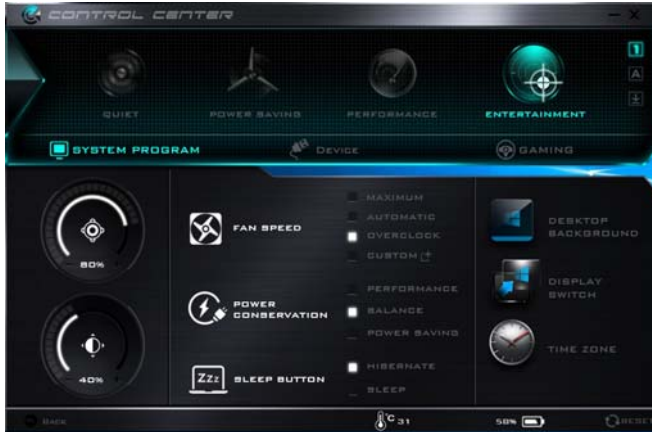 CONTROL CENTER
1
A
QUIET
POWER SAVING
PERFORMANCE
ENTERTAINMENT
SYSTEM PROGRAM
DEVICE
GAMING
80%
FAN SPEED
MAXIMUM
AUTOMATIC
OVERCLOCK
CUSTOM
DESKTOP
BACKGROUND
40%
POWER
CONSERVATION
PERFORMANCE
BALANCE
POWER SAVING
DISPLAY
SWITCH
ZZZ
SLEEP BUTTON
HIBERNATE
SLEEP
TIME ZONE
BACK
°C 31
58%
RESET